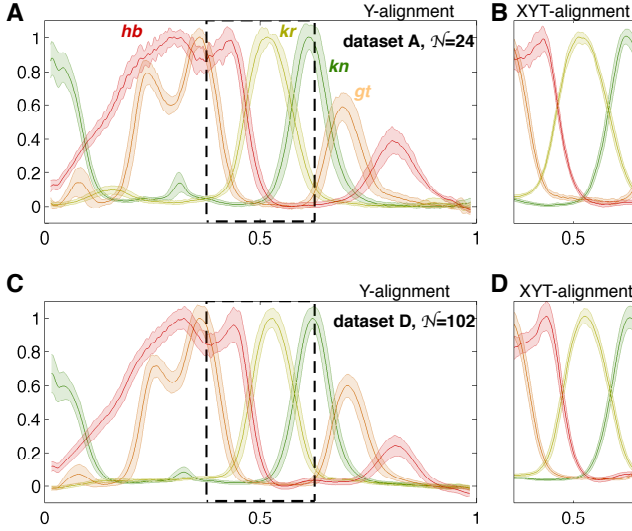 A
Y-alignment
B
XYT-alignment
hb
kr
dataset A, N=24
kn
gt
1
0.8
0.6
0.4
0.2
0
0
0.5
1
0.5
C
Y-alignment
D
XYT-alignment
dataset D, N=102
1
0.8
0.6
0.4
0.2
0
0
0.5
1
0.5